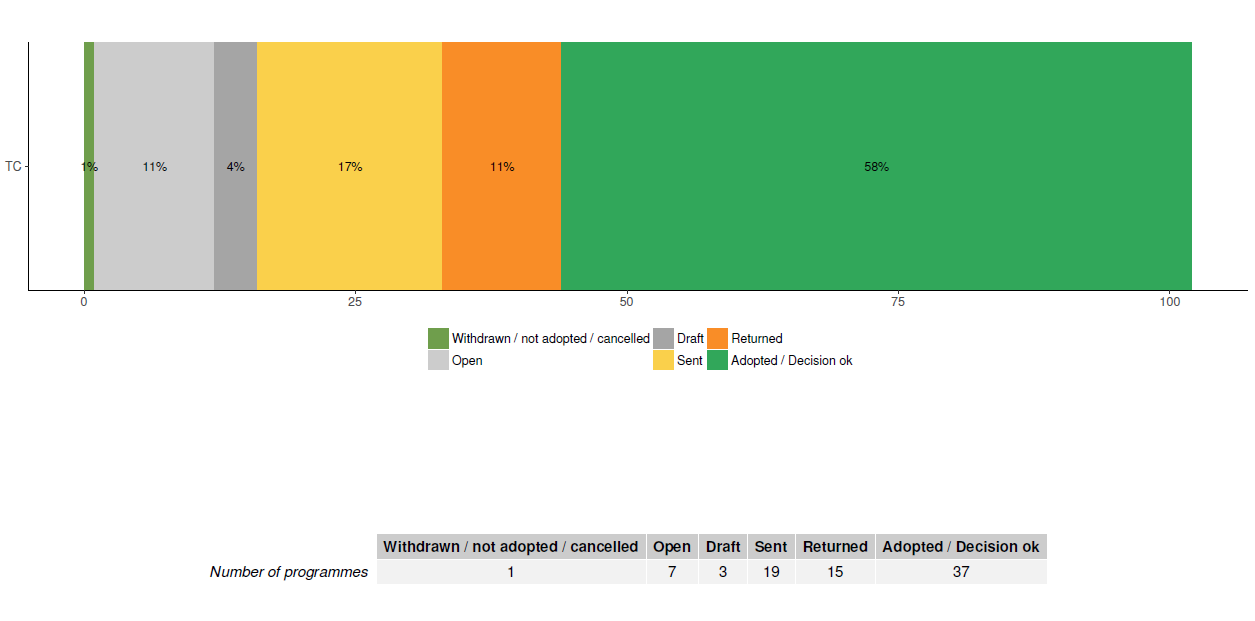 TC
1%
11%
4%
17%
11%
58%
0 25 50 75 100
Withdrawn / not adopted / cancelled Draft Returned
Open Sent Adopted / Decision ok
Withdrawn / not adopted / cancelled Open Draft Sent Returned Adopted / Decision ok
Number of programmes 1 7 3 19 15 37